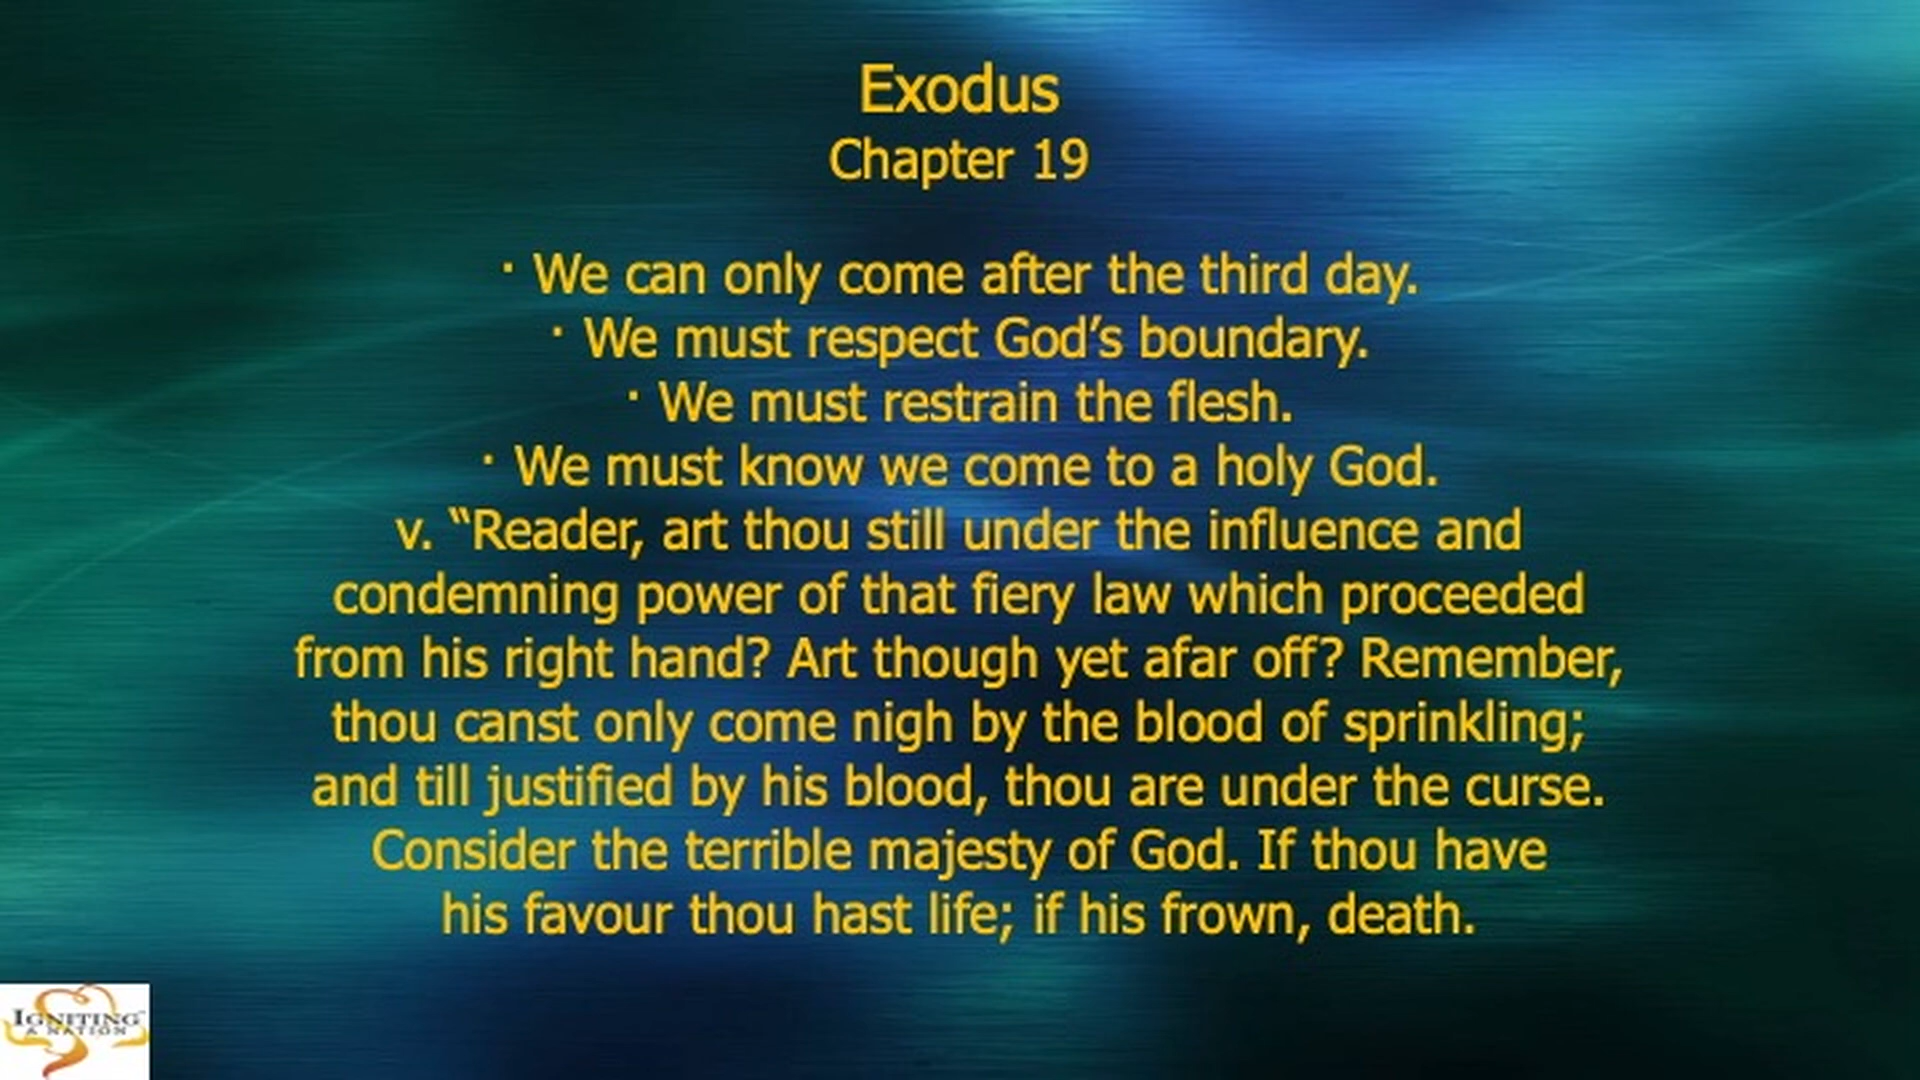 Exodus
Chapter 19
· We can only come after the third day.
· We must respect God’s boundary.
· We must restrain the flesh.
· We must know we come to a holy God.
v. “Reader, art thou still under the influence and
condemning power of that fiery law which proceeded
from his right hand? Art though yet afar off? Remember,
thou canst only come nigh by the blood of sprinkling;
and till justified by his blood, thou are under the curse.
Consider the terrible majesty of God. If thou have
his favour thou hast life; if his frown, death.
IGNITING
A NATION